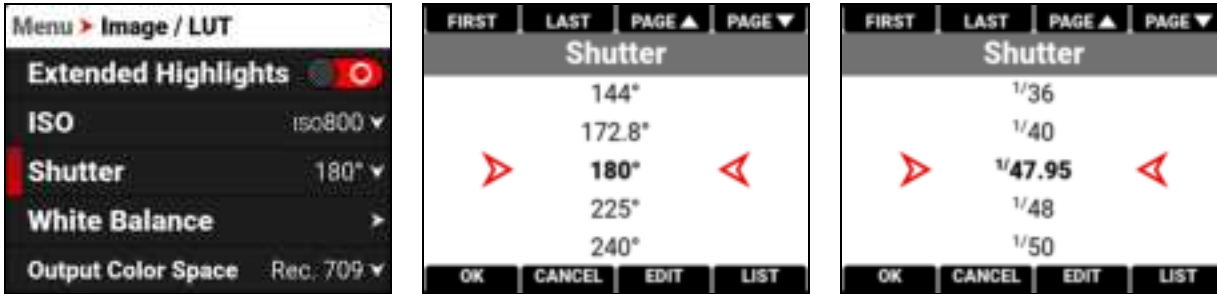 Menu > Image / LUT
Extended Highlights
ISO ISO800
Shutter 180°
White Balance >
Output Color Space Rec. 709
FIRST LAST PAGE ▲ PAGE ▼
Shutter
144°
172.8°
180°
225°
240°
OK CANCEL EDIT LIST
FIRST LAST PAGE ▲ PAGE ▼
Shutter
1/36
1/40
1/47.95
1/48
1/50
OK CANCEL EDIT LIST